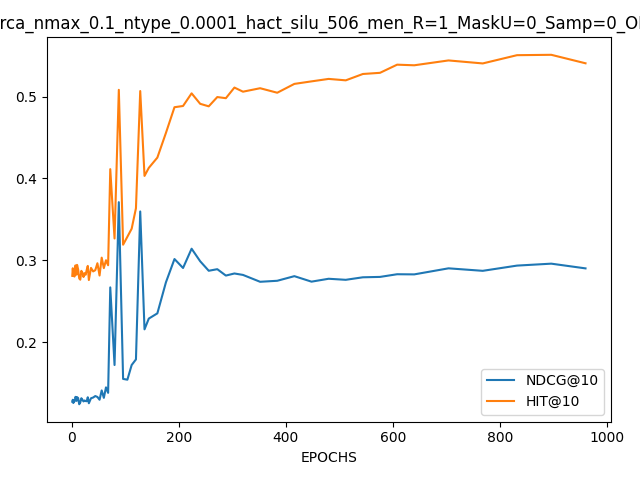 rca_nmax_0.1_ntype_0.0001_hact_silu_506_men_R=1_MaskU=0_Samp=0_O
0.5
0.4
0.3
0.2
NDCG@10
HIT@10
0 200 400 600 800 1000
EPOCHS